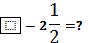 □ − 2 1/2 = ?